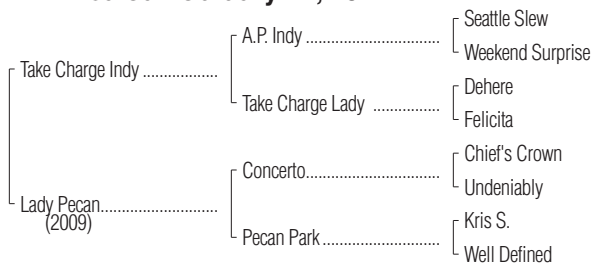 Seattle Slew
A.P. Indy
Weekend Surprise
Take Charge Indy
Dehere
Take Charge Lady
Felicita
Chief's Crown
Concerto
Undeniably
Lady Pecan
(2009)
Kris S.
Pecan Park
Well Defined